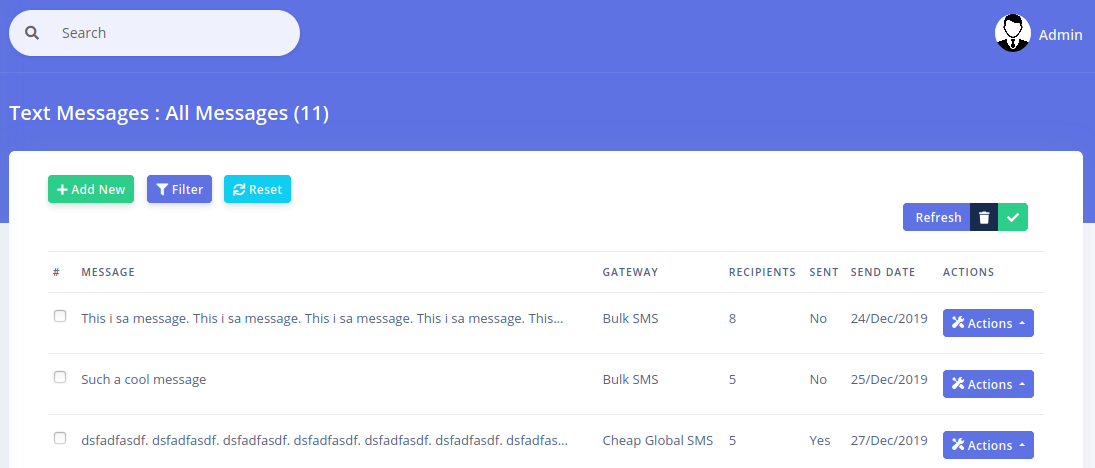 Search
Admin
Text Messages : All Messages (11)
Add New Filter Reset
Refresh
# MESSAGE GATEWAY RECIPIENTS SENT SEND DATE ACTIONS
This i sa message. This i sa message. This i sa message. This i sa message. This... Bulk SMS 8 No 24/Dec/2019 Actions
Such a cool message Bulk SMS 5 No 25/Dec/2019 Actions
dsfadfasdf. dsfadfasdf. dsfadfasdf. dsfadfasdf. dsfadfasdf. dsfadfasdf. dsfadfas... Cheap Global SMS 5 Yes 27/Dec/2019 Actions